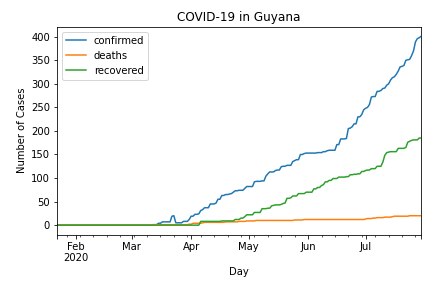 COVID-19 in Guyana
confirmed
deaths
recovered
Number of Cases
400
350
300
250
200
150
100
50
0
Feb Mar Apr May Jun Jul
2020
Day